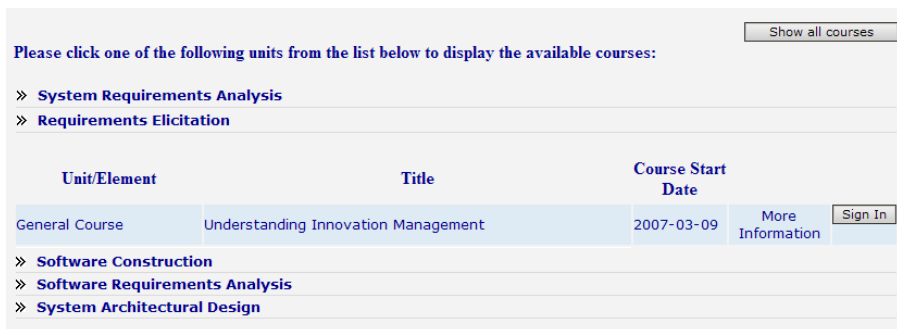 Show all courses
Please click one of the following units from the list below to display the available courses:
» System Requirements Analysis
» Requirements Elicitation
Unit/Element Title Course Start Date
General Course Understanding Innovation Management 2007-03-09 More Information Sign In
» Software Construction
» Software Requirements Analysis
» System Architectural Design